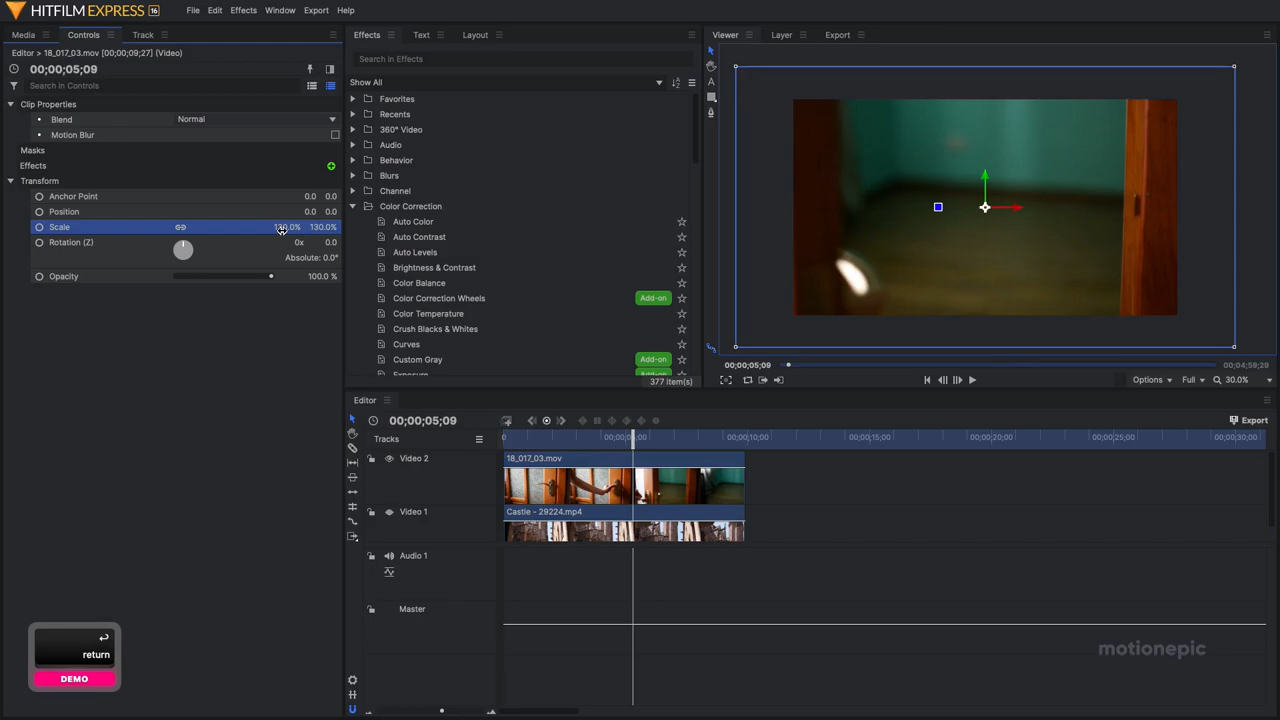 HITFILM EXPRESS 16
File Edit Effects Window Export Help
Media Controls Track
Editor > 18_017_03.mov [00;00;09;27] (Video)
00;00;05;09
Search in Controls
Clip Properties
Blend Normal
Motion Blur
Masks
Effects
Transform
Anchor Point 0.0 0.0
Position 0.0 0.0
Scale 130.0% 130.0%
Rotation (Z) 0x 0.0
Absolute: 0.0°
Opacity 100.0 %
return
DEMO
Effects Text Layout
Search in Effects
Show All
Favorites
Recents
360° Video
Audio
Behavior
Blurs
Channel
Color Correction
Auto Color
Auto Contrast
Auto Levels
Brightness & Contrast
Color Balance
Color Correction Wheels Add-on
Color Temperature
Crush Blacks & Whites
Curves
Custom Gray Add-on
Exposure Add-on
377 item(s)
Viewer Layer Export
00;00;05;09 00;04;59;29
Options Full 30.0%
Editor
00;00;05;09 Export
Tracks 0 00;00;10;00 00;00;15;00 00;00;20;00 00;00;25;00 00;00;30;00
Video 2 18_017_03.mov
Video 1 Castle - 29224.mp4
Audio 1
Master
motionepic